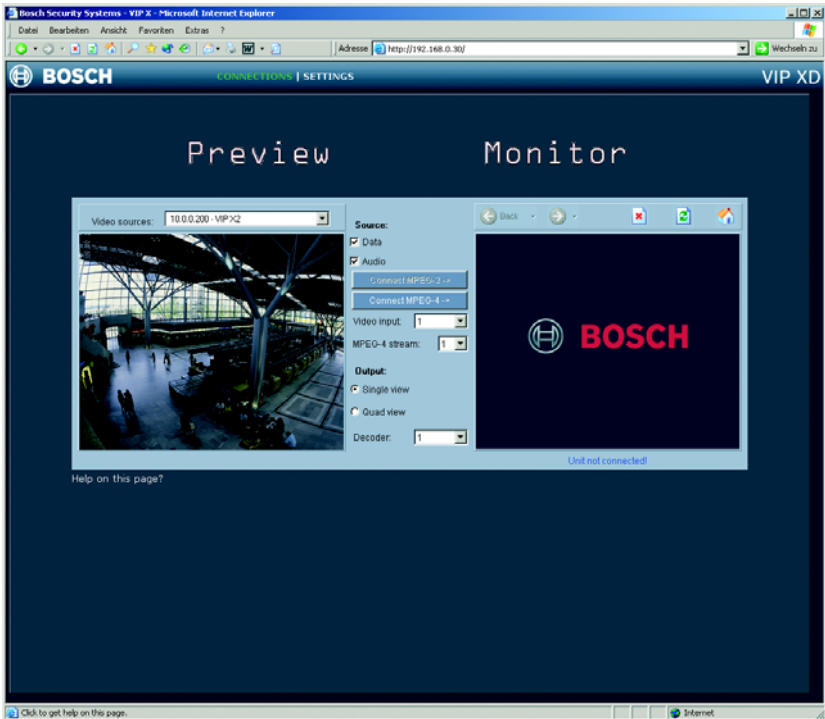 Bosch Security Systems - VIP X - Microsoft Internet Explorer
Datei Bearbeiten Ansicht Favoriten Extras ?
Adresse http://192.168.0.30/ Wechseln zu
BOSCH CONNECTIONS | SETTINGS VIP XD
Preview Monitor
Video sources: 10.0.0.200 - VIP X2
Back
Source:
Data
Audio
Connect MPEG-2 ->
Connect MPEG-4 ->
Video input: 1
MPEG-4 stream: 1
Output:
Single view
Quad view
Decoder: 1
BOSCH
Unit not connected!
Help on this page?
Click to get help on this page. Internet